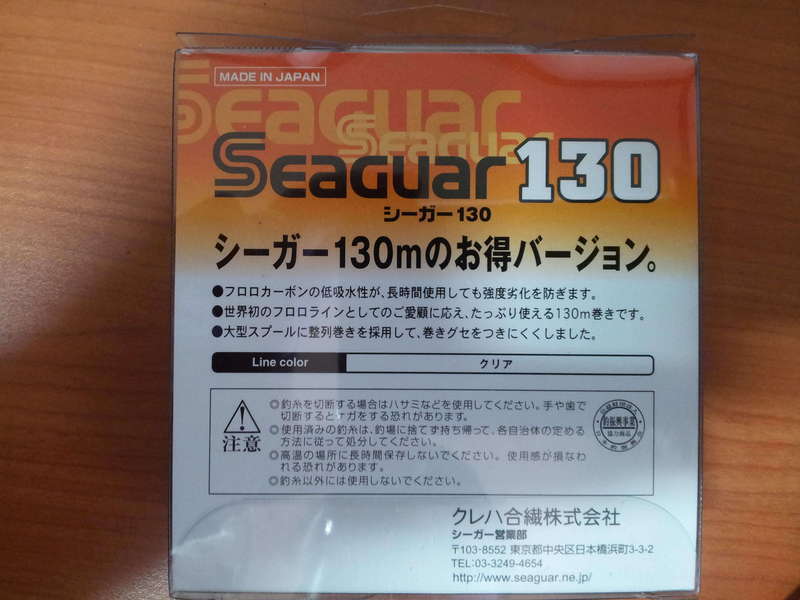 MADE IN JAPAN
Seaguar
Seaguar
Seaguar 130
シーガー130
シーガー130mのお得バージョン。
●フロロカーボンの低吸水性が、長時間使用しても強度劣化を防ぎます。
●世界初のフロロラインとしてのご愛顧に応え、たっぷり使える130m巻きです。
●大型スプールに整列巻きを採用して、巻きグセをつきにくくしました。
Line color クリア
注意
◎釣糸を切断する場合はハサミなどを使用してください。手や歯で
切断するとケガをする恐れがあります。
◎使用済みの釣糸は、釣場に捨てず持ち帰って、各自治体の定める
方法に従って処分してください。
◎高温の場所に長時間保存しないでください。使用感が損なわ
れる恐れがあります。
◎釣糸以外には使用しないでください。
釣振興事業
協力商品
クレハ合繊株式会社
シーガー営業部
〒103-8552 東京都中央区日本橋浜町3-3-2
TEL:03-3249-4654
http://www.seaguar.ne.jp/